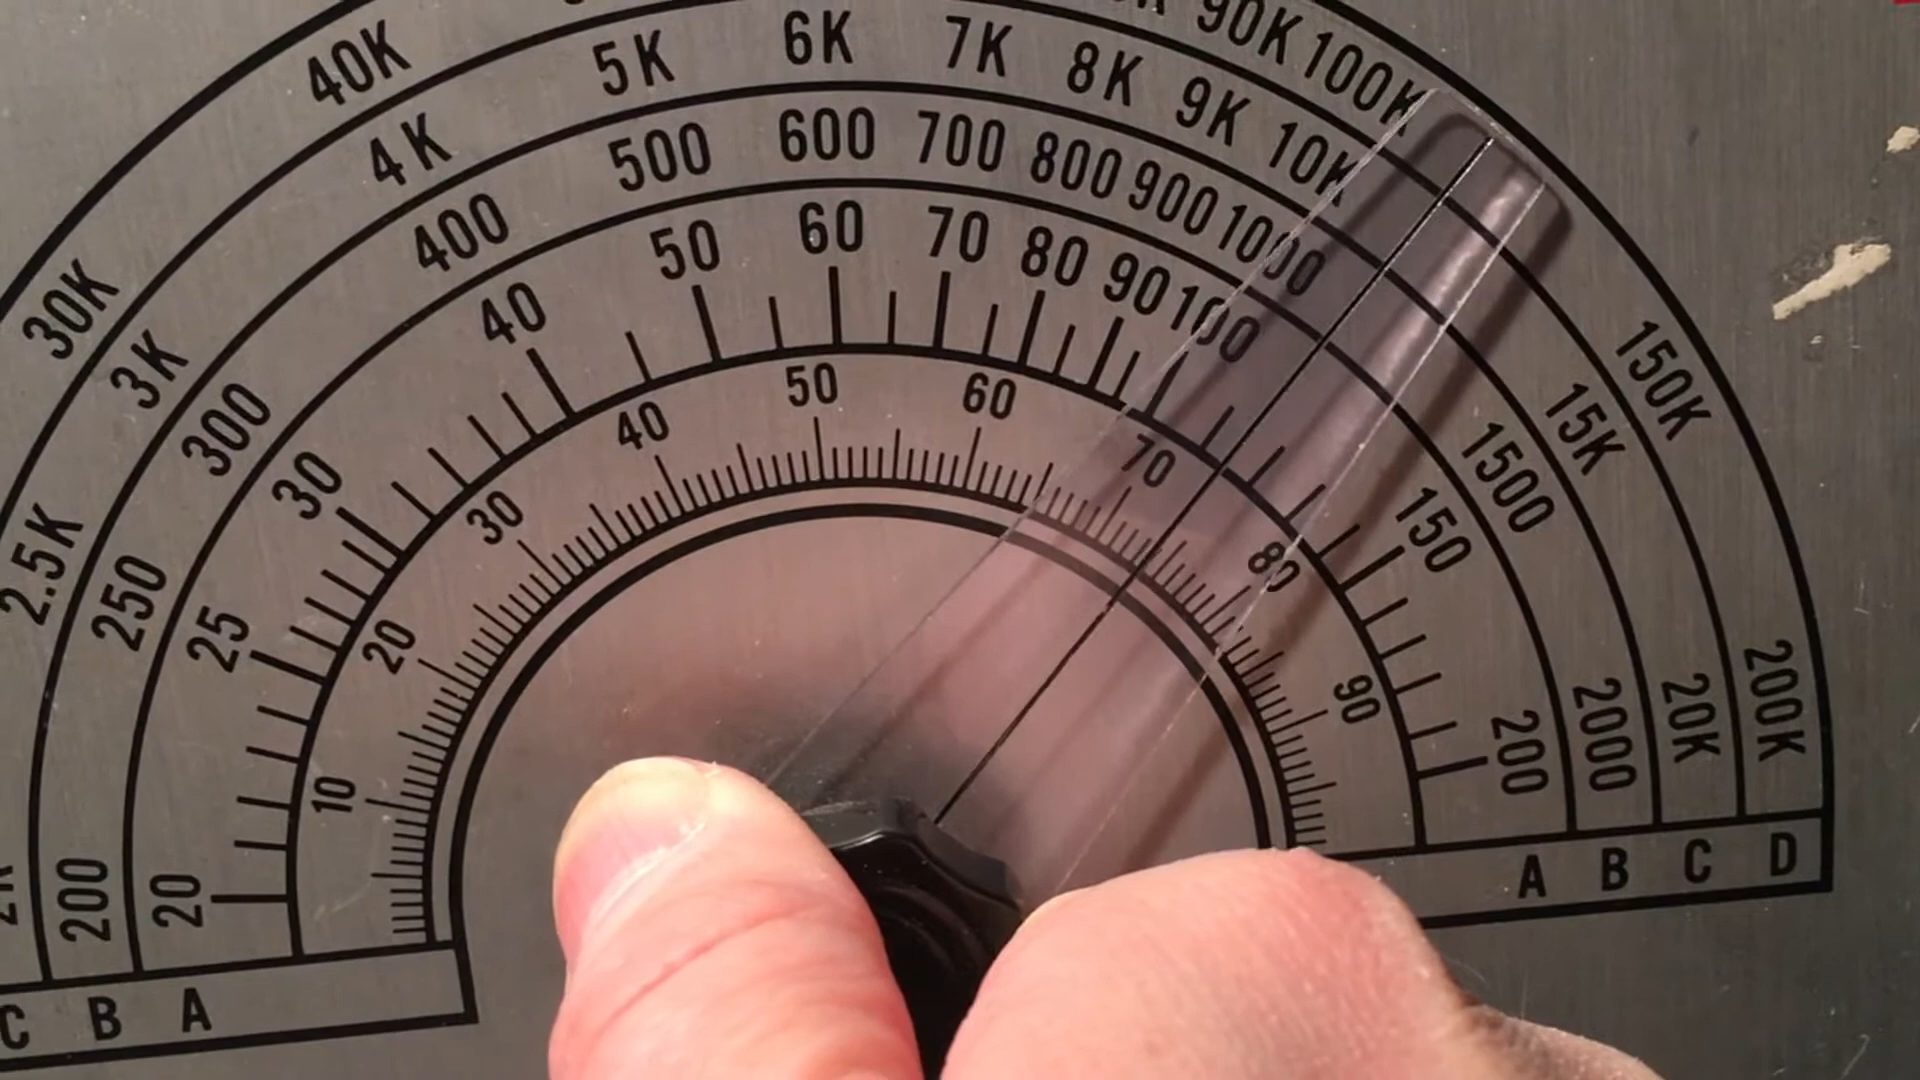 30K 40K 90K 100K 150K 200K
2.5K 3K 4K 5K 6K 7K 8K 9K 10K 15K 20K
200 250 300 400 500 600 700 800 900 1000 1500 2000
20 25 30 40 50 60 70 80 90 100 150 200
10 20 30 40 50 60 70 80 90
A B C D
C B A